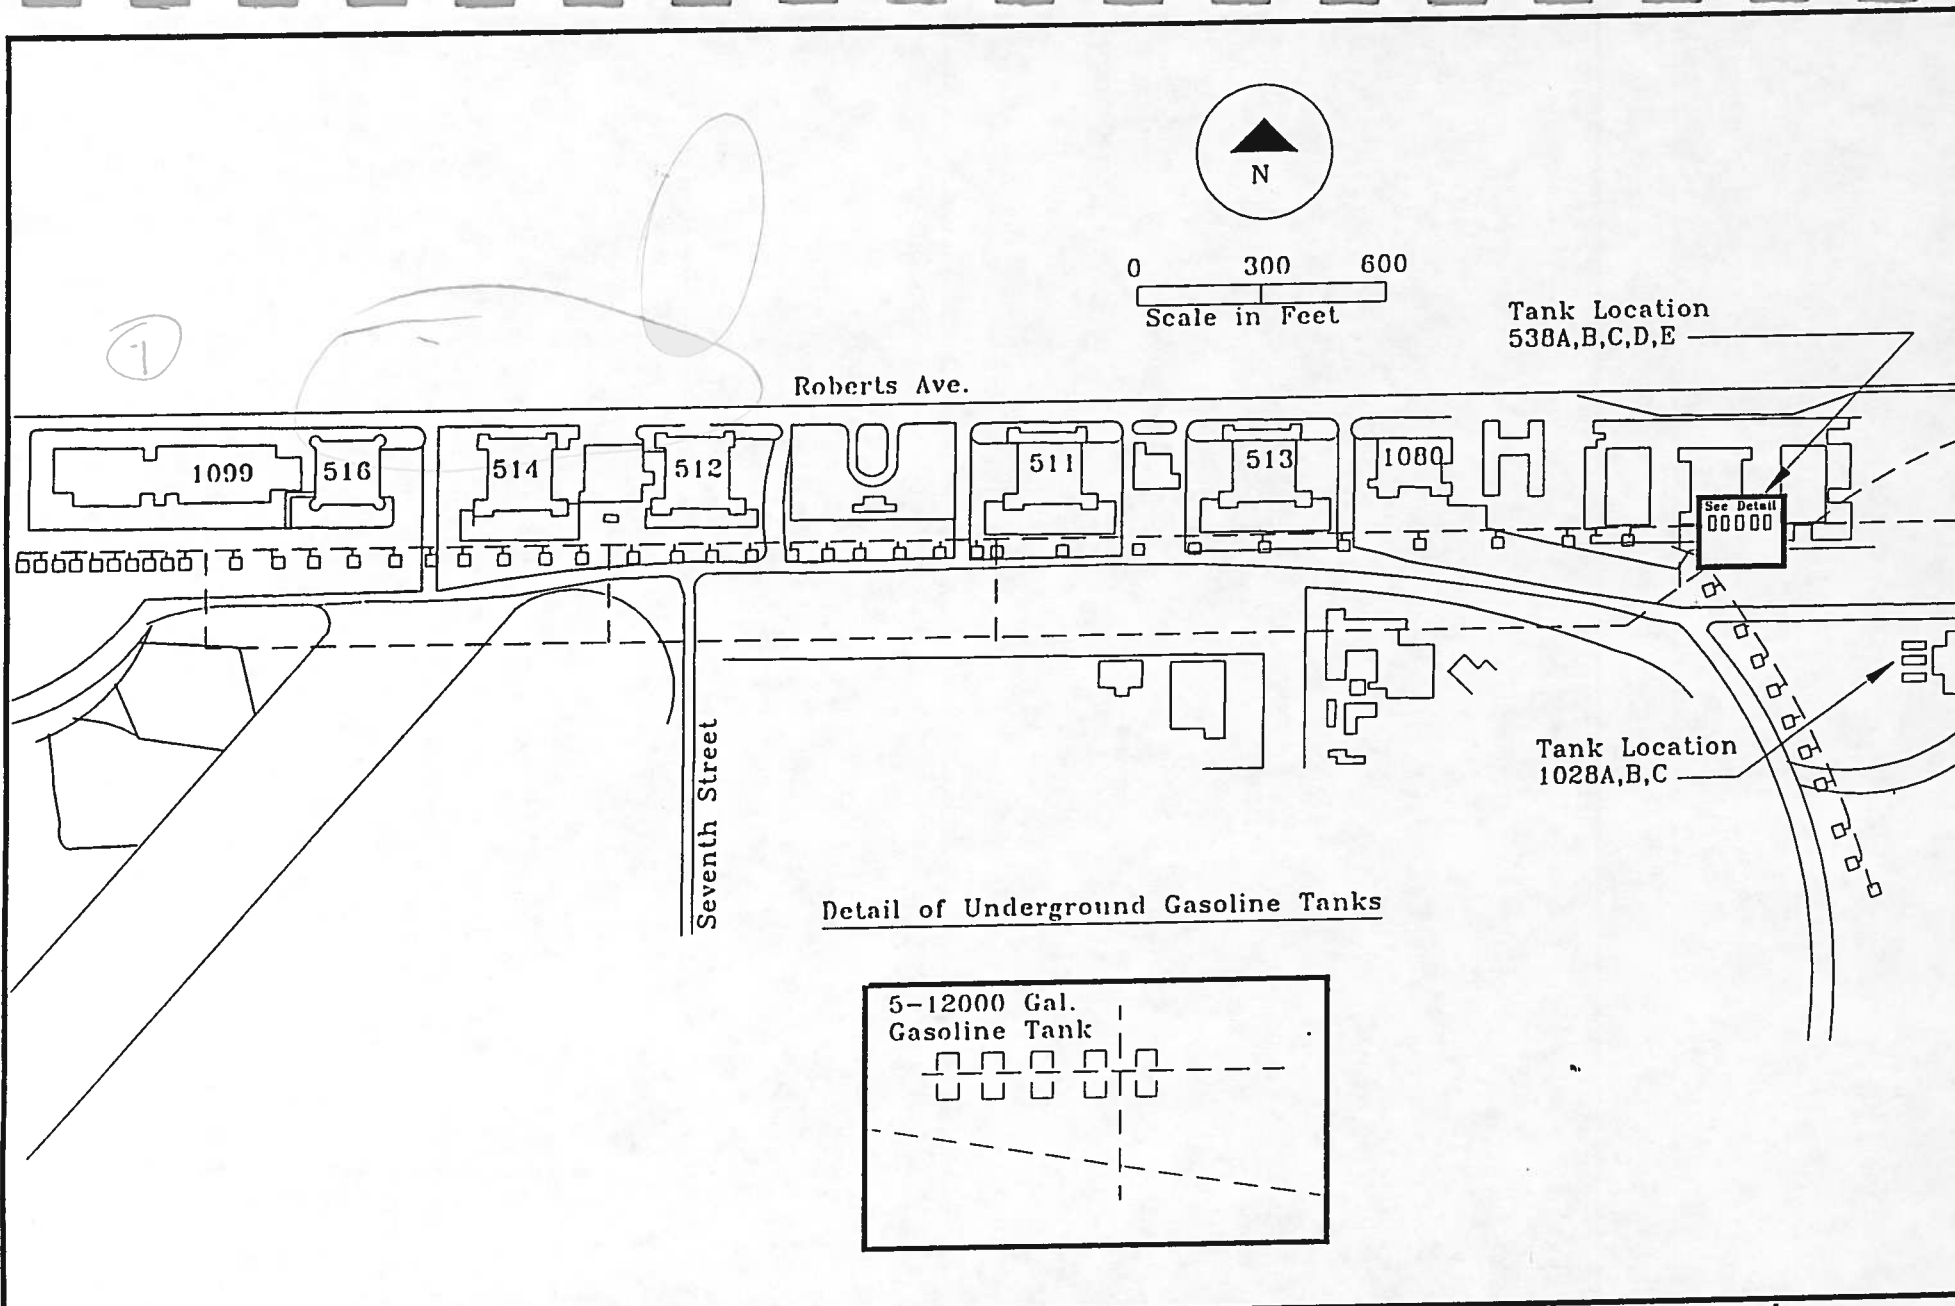 N
0 300 600
Scale in Feet
Tank Location
538A,B,C,D,E
7
Roberts Ave.
1099
516
514
512
511
513
1080
See Detail
Seventh Street
Tank Location
1028A,B,C
Detail of Underground Gasoline Tanks
5-12000 Gal.
Gasoline Tank